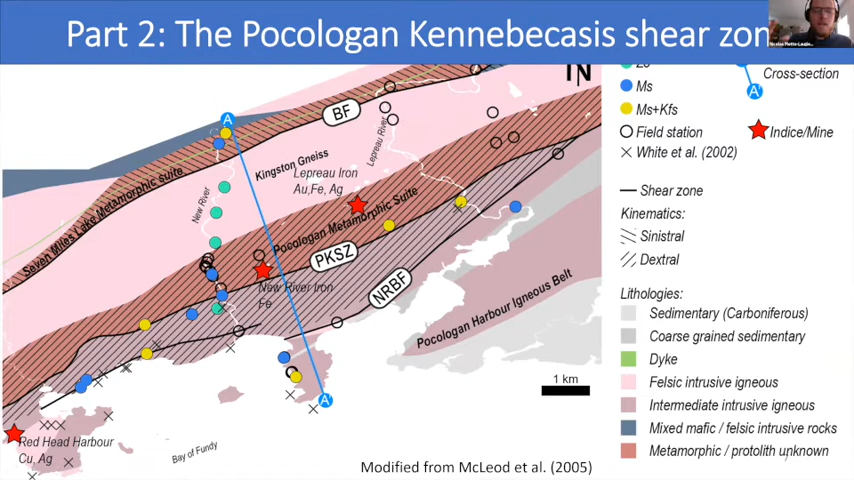 Part 2: The Pocologan Kennebecasis shear zon
IN
A
BF
Kingston Gneiss
Lepreau River
Lepreau Iron
Au,Fe, Ag
New River
Seven Miles Lake Metamorphic suite
Pocologan Metamorphic Suite
PKSZ
New River Iron
Fe
NRBF
Pocologan Harbour Igneous Belt
1 km
A'
Red Head Harbour
Cu, Ag
Bay of Fundy
Modified from McLeod et al. (2005)
Ms
Ms+Kfs
Field station
White et al. (2002)
Cross-section
A'
Indice/Mine
Shear zone
Kinematics:
Sinistral
Dextral
Lithologies:
Sedimentary (Carboniferous)
Coarse grained sedimentary
Dyke
Felsic intrusive igneous
Intermediate intrusive igneous
Mixed mafic / felsic intrusive rocks
Metamorphic / protolith unknown